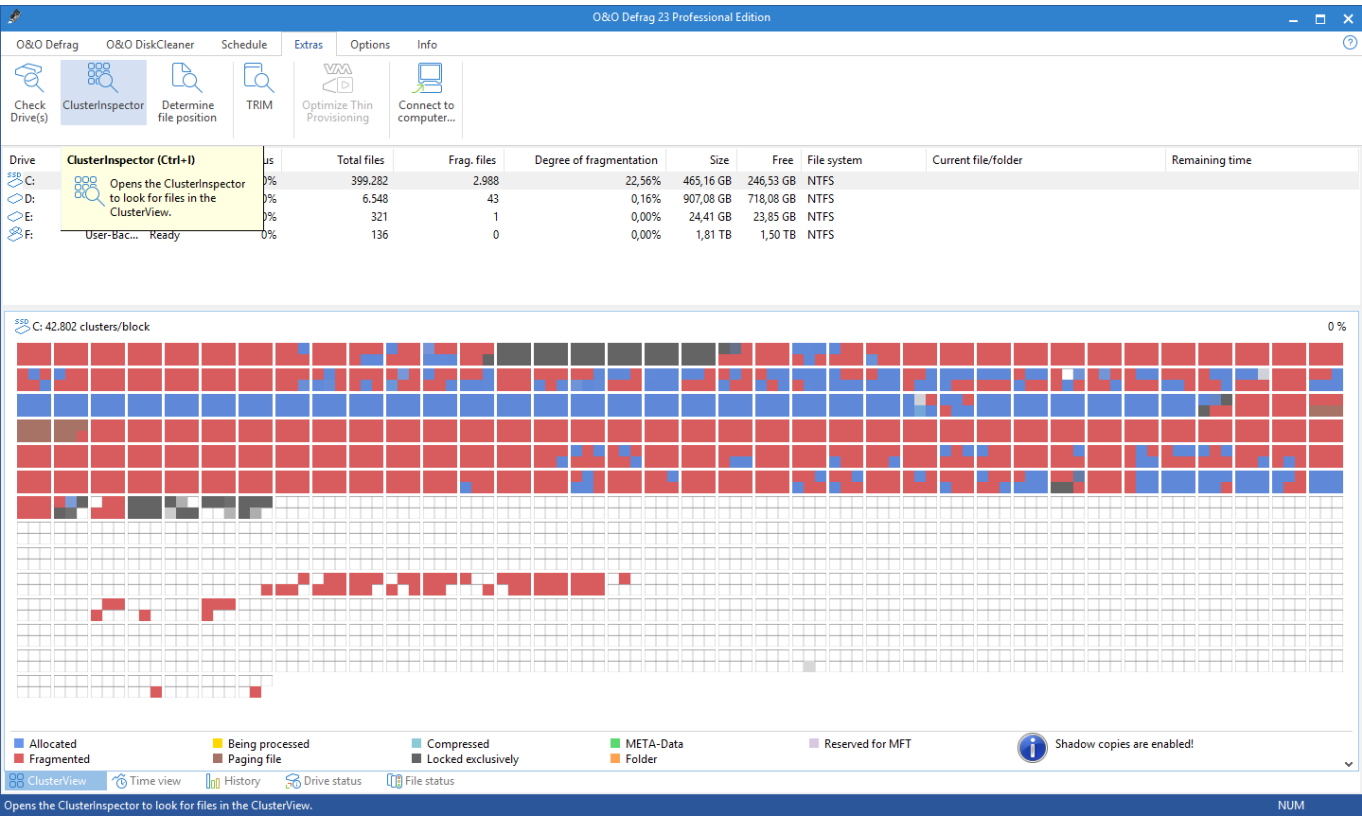 O&O Defrag 23 Professional Edition
O&O Defrag O&O DiskCleaner Schedule Extras Options Info
Check Drive(s)
ClusterInspector
Determine file position
TRIM
Optimize Thin Provisioning
Connect to computer...
Drive us Total files Frag. files Degree of fragmentation Size Free File system Current file/folder Remaining time
ClusterInspector (Ctrl+I)
Opens the ClusterInspector
to look for files in the
ClusterView.
SSD C: 0% 399.282 2.988 22,56% 465,16 GB 246,53 GB NTFS
D: 0% 6.548 43 0,16% 907,08 GB 718,08 GB NTFS
E: 0% 321 1 0,00% 24,41 GB 23,85 GB NTFS
F: User-Bac... Ready 0% 136 0 0,00% 1,81 TB 1,50 TB NTFS
SSD C: 42.802 clusters/block 0 %
Allocated Being processed Compressed META-Data Reserved for MFT Shadow copies are enabled!
Fragmented Paging file Locked exclusively Folder
ClusterView Time view History Drive status File status
Opens the ClusterInspector to look for files in the ClusterView. NUM